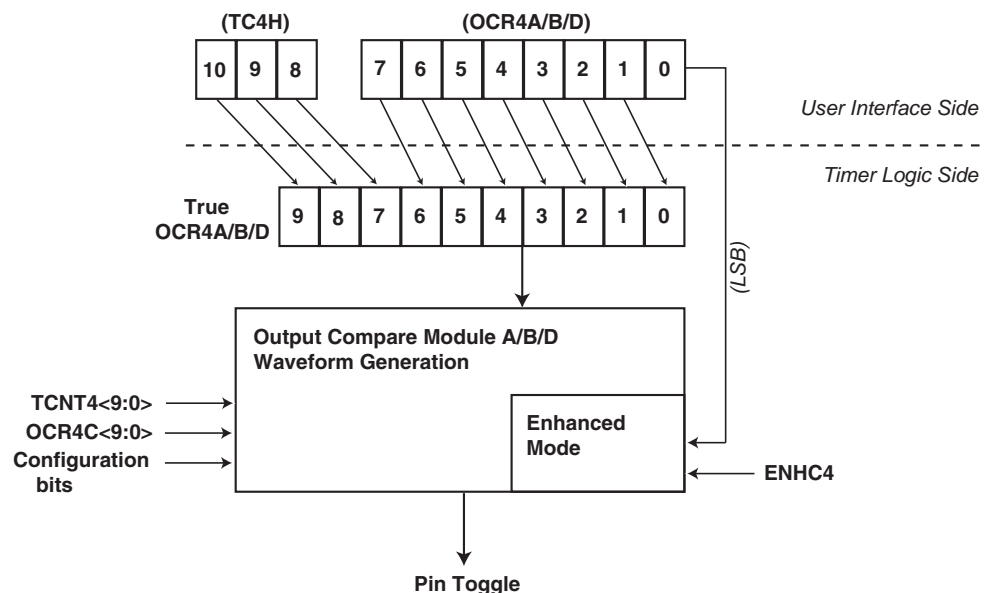 (TC4H) (OCR4A/B/D)
10 9 8 7 6 5 4 3 2 1 0
User Interface Side
Timer Logic Side
True
OCR4A/B/D
9 8 7 6 5 4 3 2 1 0
(LSB)
Output Compare Module A/B/D
Waveform Generation
TCNT4<9:0>
OCR4C<9:0>
Configuration
bits
Enhanced
Mode
ENHC4
Pin Toggle